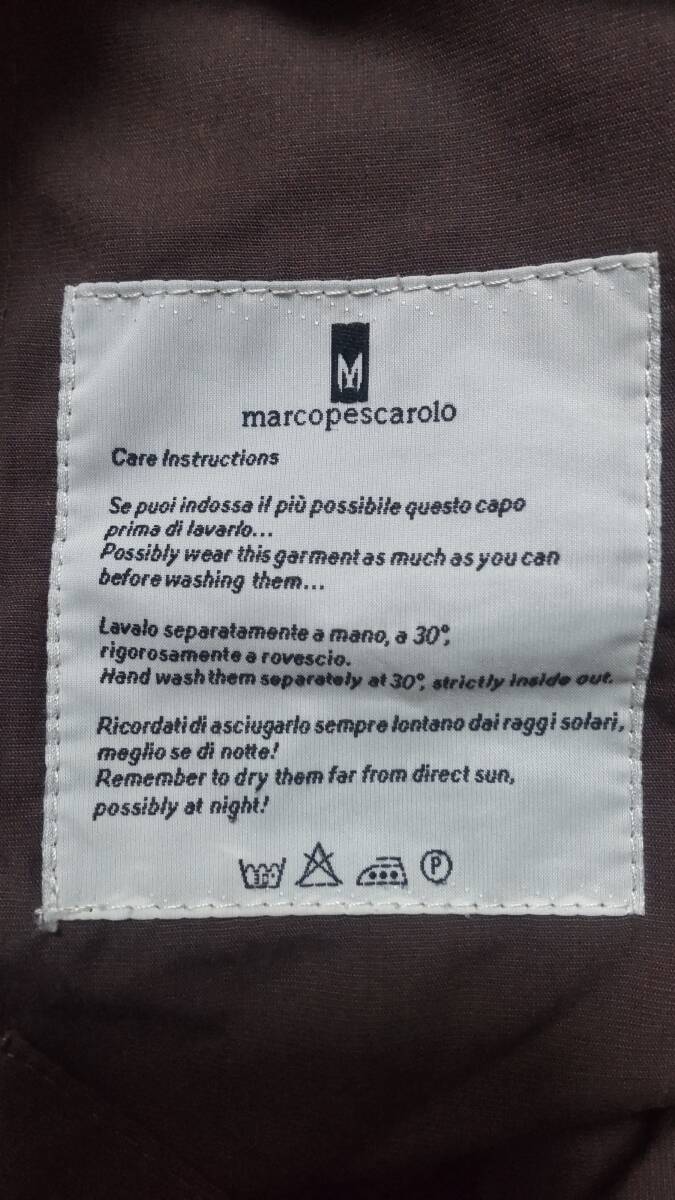 M
marcopescarolo
Care Instructions
Se puoi indossa il più possibile questo capo
prima di lavarlo...
Possibly wear this garment as much as you can
before washing them...
Lavalo separatamente a mano, a 30°,
rigorosamente a rovescio.
Hand wash them separately at 30°, strictly inside out.
Ricordati di asciugarlo sempre lontano dai raggi solari,
meglio se di notte!
Remember to dry them far from direct sun,
possibly at night!
P